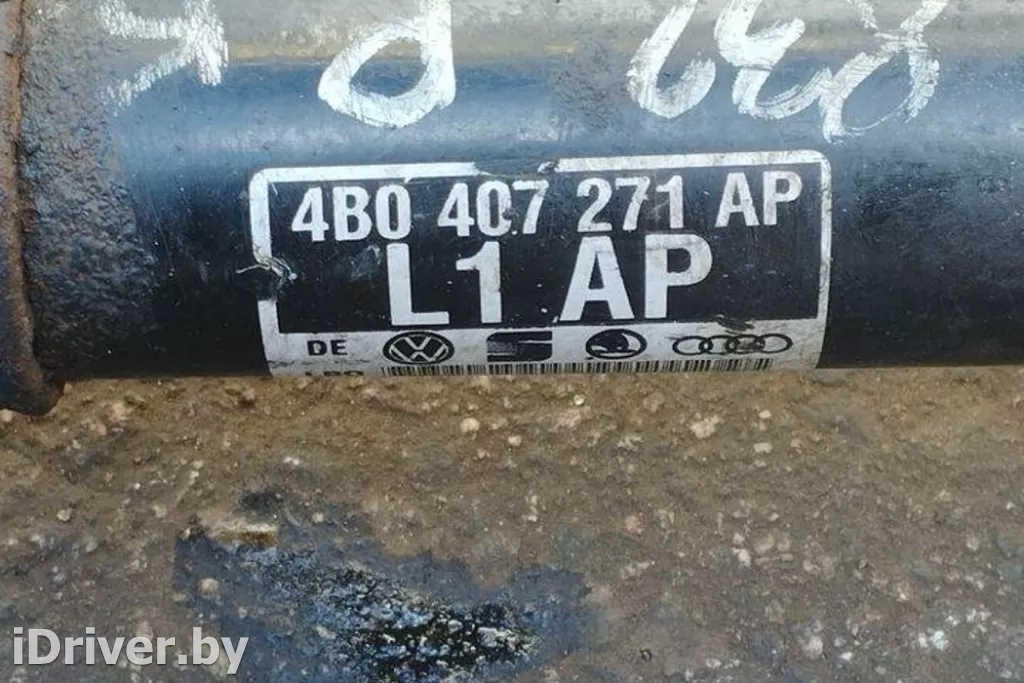 4B0 407 271 AP
L1 AP
DE
iDriver.by